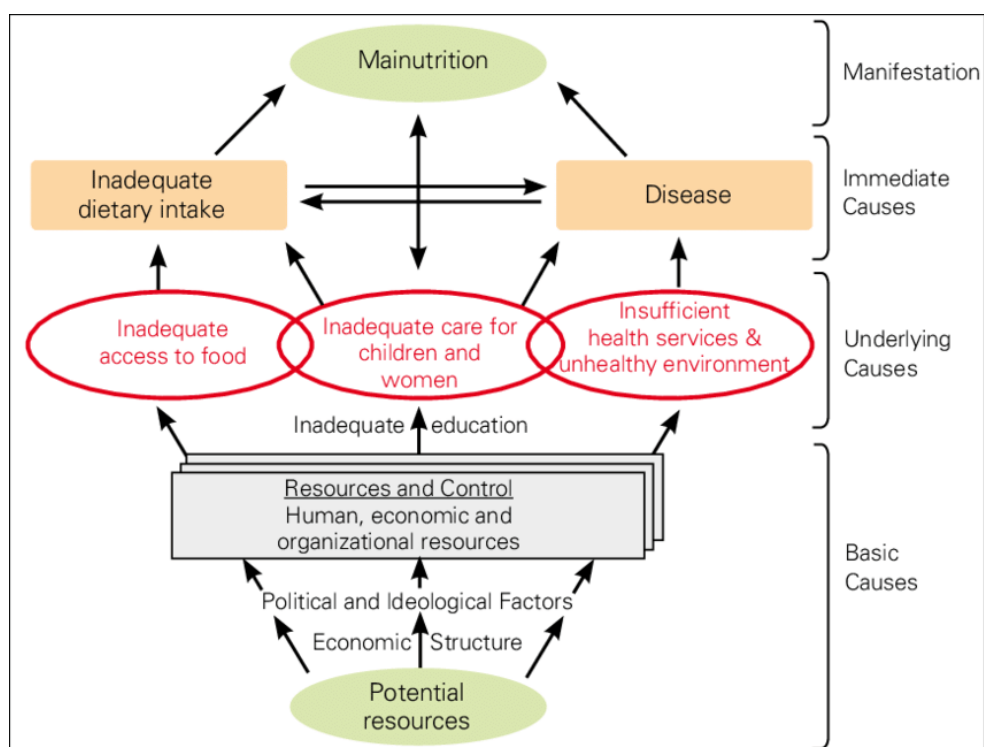 Mainutrition
Manifestation
Inadequate
dietary intake
Disease
Immediate
Causes
Inadequate
access to food
Inadequate care for
children and
women
Insufficient
health services &
unhealthy environment
Underlying
Causes
Inadequate education
Resources and Control
Human, economic and
organizational resources
Basic
Causes
Political and Ideological Factors
Economic Structure
Potential
resources